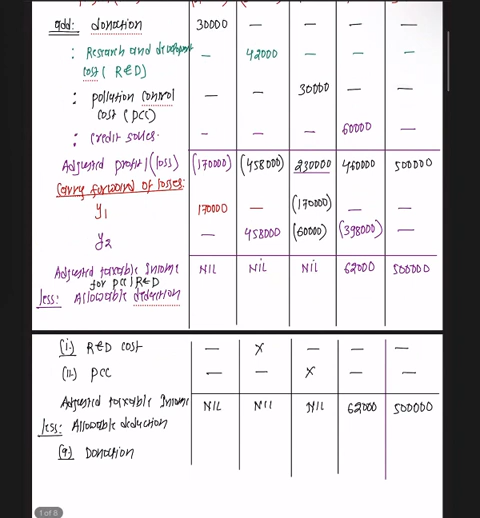 add: donation 30000 — — — —
: Research and developt — 42000 — — —
cost ( R&D)
: pollution control — — 30000 — —
cost (pcc)
: credit sales — — — 60000 —
Adjusted profit/(loss) (170000) (458000) 230000 460000 500000
Carry forward of losses:
Y1 170000 — (170000) — —
Y2 — 458000 (60000) (398000) —
Adjusted taxable Inome NIL NIL NIL 62000 500000
for pcc/R&D
less: Allowable deduction
(i.) R&D cost — x — — —
(ii.) pcc — — x — —
Adjusted taxable Inome NIL NIL NIL 62000 500000
less: Allowable deduction
(a) Donation
1 of 8